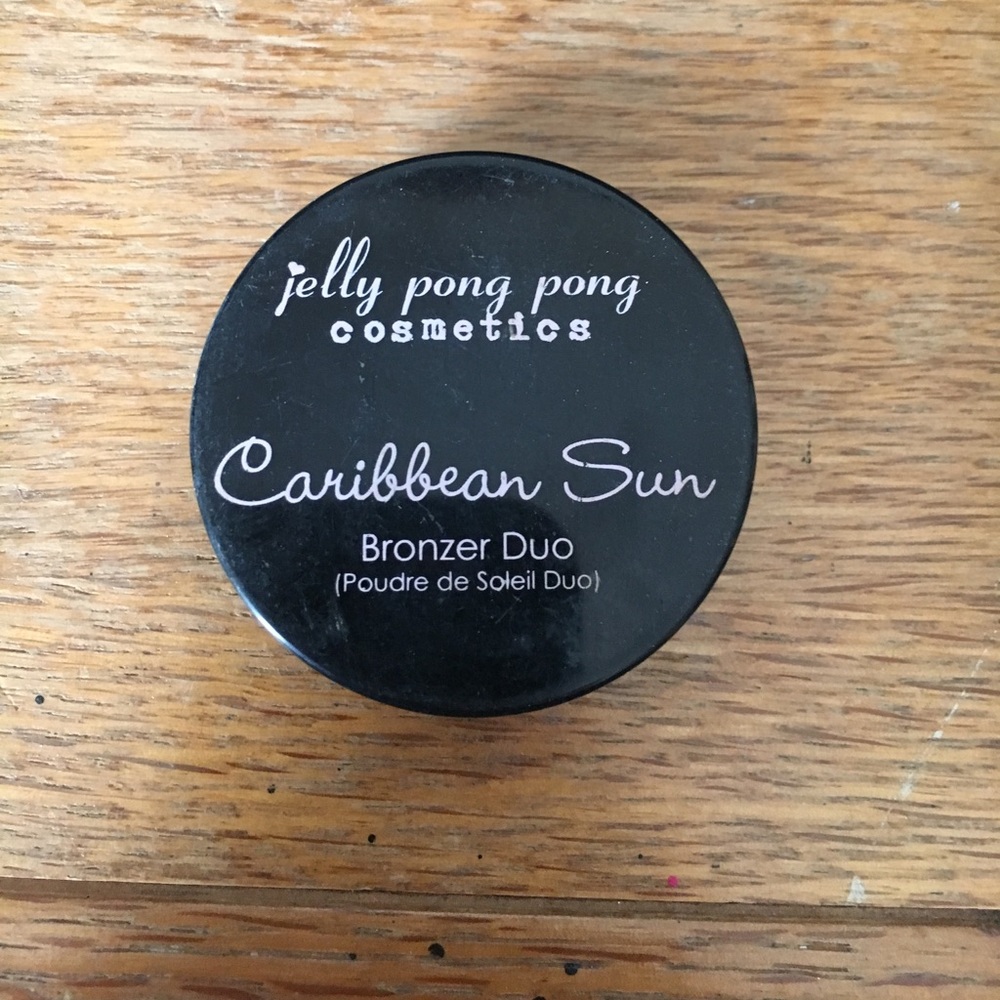 jelly pong pong
cosmetics
Caribbean Sun
Bronzer Duo
(Poudre de Soleil Duo)